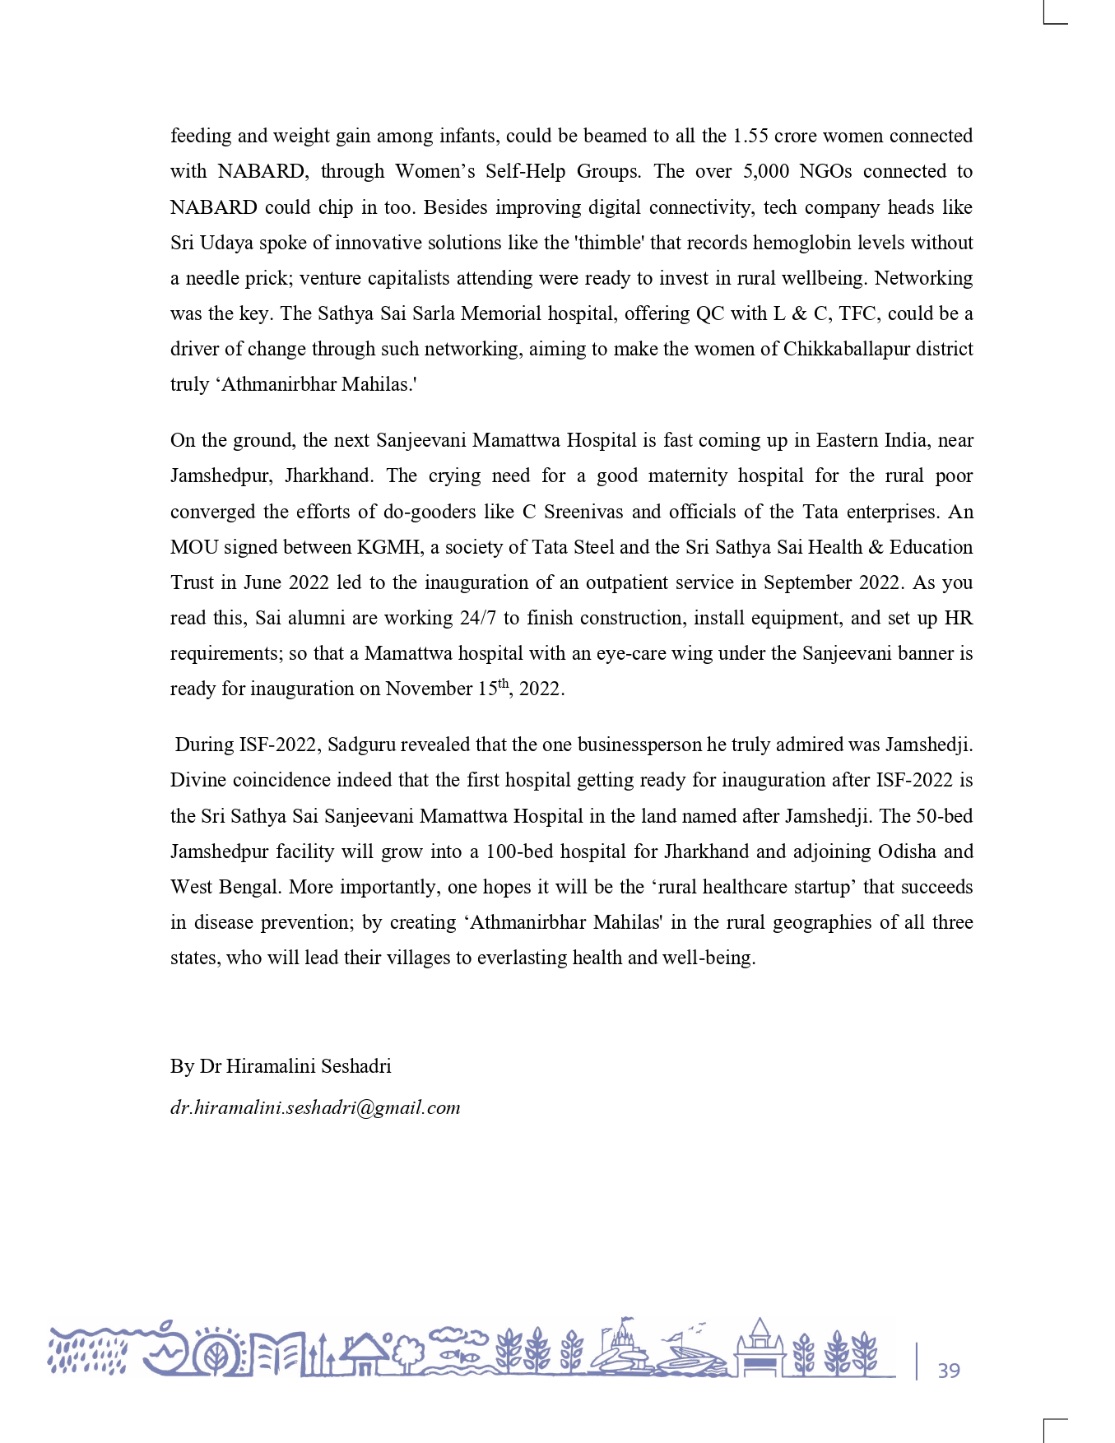 feeding and weight gain among infants, could be beamed to all the 1.55 crore women connected
with NABARD, through Women’s Self-Help Groups. The over 5,000 NGOs connected to
NABARD could chip in too. Besides improving digital connectivity, tech company heads like
Sri Udaya spoke of innovative solutions like the 'thimble' that records hemoglobin levels without
a needle prick; venture capitalists attending were ready to invest in rural wellbeing. Networking
was the key. The Sathya Sai Sarla Memorial hospital, offering QC with L & C, TFC, could be a
driver of change through such networking, aiming to make the women of Chikkaballapur district
truly ‘Athmanirbhar Mahilas.'
On the ground, the next Sanjeevani Mamattwa Hospital is fast coming up in Eastern India, near
Jamshedpur, Jharkhand. The crying need for a good maternity hospital for the rural poor
converged the efforts of do-gooders like C Sreenivas and officials of the Tata enterprises. An
MOU signed between KGMH, a society of Tata Steel and the Sri Sathya Sai Health & Education
Trust in June 2022 led to the inauguration of an outpatient service in September 2022. As you
read this, Sai alumni are working 24/7 to finish construction, install equipment, and set up HR
requirements; so that a Mamattwa hospital with an eye-care wing under the Sanjeevani banner is
ready for inauguration on November 15th, 2022.
During ISF-2022, Sadguru revealed that the one businessperson he truly admired was Jamshedji.
Divine coincidence indeed that the first hospital getting ready for inauguration after ISF-2022 is
the Sri Sathya Sai Sanjeevani Mamattwa Hospital in the land named after Jamshedji. The 50-bed
Jamshedpur facility will grow into a 100-bed hospital for Jharkhand and adjoining Odisha and
West Bengal. More importantly, one hopes it will be the ‘rural healthcare startup’ that succeeds
in disease prevention; by creating ‘Athmanirbhar Mahilas' in the rural geographies of all three
states, who will lead their villages to everlasting health and well-being.
By Dr Hiramalini Seshadri
dr.hiramalini.seshadri@gmail.com
39